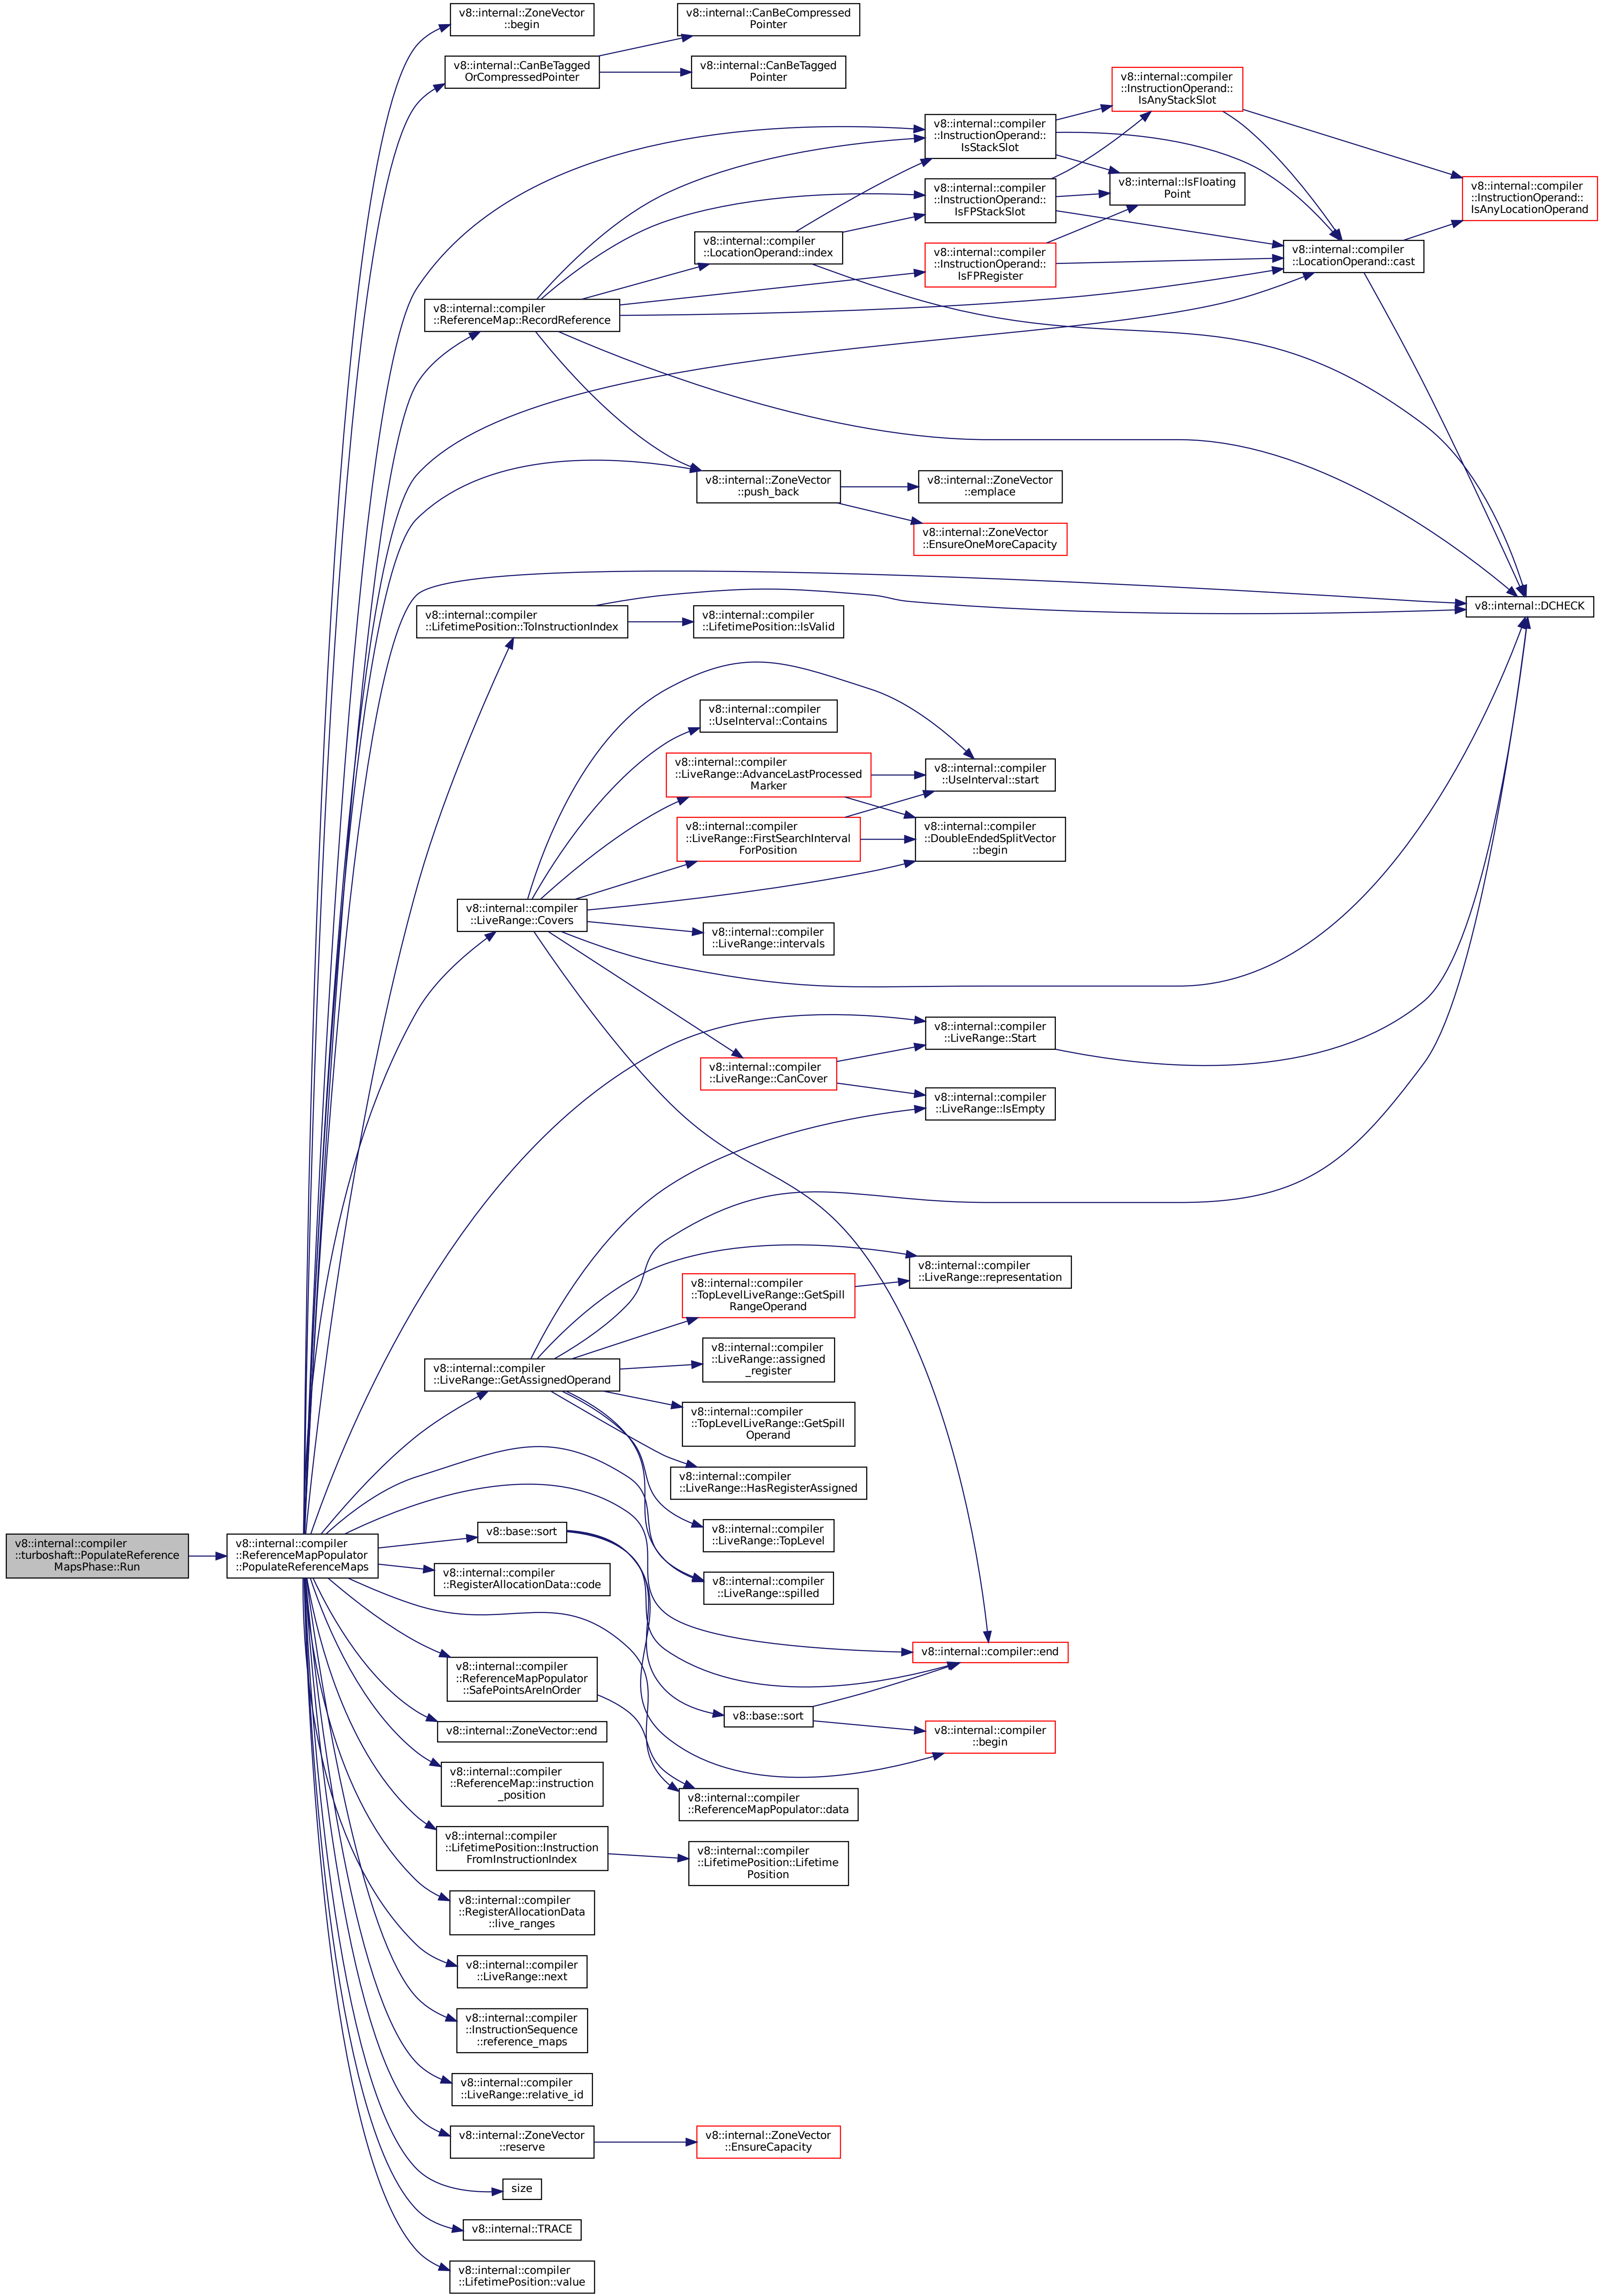 v8::internal::ZoneVector
::begin
v8::internal::CanBeCompressed
Pointer
v8::internal::CanBeTagged
OrCompressedPointer
v8::internal::CanBeTagged
Pointer
v8::internal::compiler
::InstructionOperand::
IsAnyStackSlot
v8::internal::compiler
::InstructionOperand::
IsStackSlot
v8::internal::IsFloating
Point
v8::internal::compiler
::InstructionOperand::
IsFPStackSlot
v8::internal::compiler
::InstructionOperand::
IsAnyLocationOperand
v8::internal::compiler
::LocationOperand::index
v8::internal::compiler
::InstructionOperand::
IsFPRegister
v8::internal::compiler
::LocationOperand::cast
v8::internal::compiler
::ReferenceMap::RecordReference
v8::internal::ZoneVector
::push_back
v8::internal::ZoneVector
::emplace
v8::internal::ZoneVector
::EnsureOneMoreCapacity
v8::internal::DCHECK
v8::internal::compiler
::LifetimePosition::ToInstructionIndex
v8::internal::compiler
::LifetimePosition::IsValid
v8::internal::compiler
::UseInterval::Contains
v8::internal::compiler
::LiveRange::AdvanceLastProcessed
Marker
v8::internal::compiler
::UseInterval::start
v8::internal::compiler
::LiveRange::FirstSearchInterval
ForPosition
v8::internal::compiler
::DoubleEndedSplitVector
::begin
v8::internal::compiler
::LiveRange::Covers
v8::internal::compiler
::LiveRange::intervals
v8::internal::compiler
::LiveRange::Start
v8::internal::compiler
::LiveRange::CanCover
v8::internal::compiler
::LiveRange::IsEmpty
v8::internal::compiler
::LiveRange::representation
v8::internal::compiler
::TopLevelLiveRange::GetSpill
RangeOperand
v8::internal::compiler
::LiveRange::assigned
_register
v8::internal::compiler
::LiveRange::GetAssignedOperand
v8::internal::compiler
::TopLevelLiveRange::GetSpill
Operand
v8::internal::compiler
::LiveRange::HasRegisterAssigned
v8::internal::compiler
::LiveRange::TopLevel
v8::internal::compiler
::LiveRange::spilled
v8::internal::compiler
::turboshaft::PopulateReference
MapsPhase::Run
v8::internal::compiler
::ReferenceMapPopulator
::PopulateReferenceMaps
v8::base::sort
v8::internal::compiler
::RegisterAllocationData::code
v8::internal::compiler
::ReferenceMapPopulator
::SafePointsAreInOrder
v8::internal::compiler::end
v8::base::sort
v8::internal::compiler
::begin
v8::internal::ZoneVector::end
v8::internal::compiler
::ReferenceMap::instruction
_position
v8::internal::compiler
::ReferenceMapPopulator::data
v8::internal::compiler
::LifetimePosition::Instruction
FromInstructionIndex
v8::internal::compiler
::LifetimePosition::Lifetime
Position
v8::internal::compiler
::RegisterAllocationData
::live_ranges
v8::internal::compiler
::LiveRange::next
v8::internal::compiler
::InstructionSequence
::reference_maps
v8::internal::compiler
::LiveRange::relative_id
v8::internal::ZoneVector
::reserve
v8::internal::ZoneVector
::EnsureCapacity
size
v8::internal::TRACE
v8::internal::compiler
::LifetimePosition::value